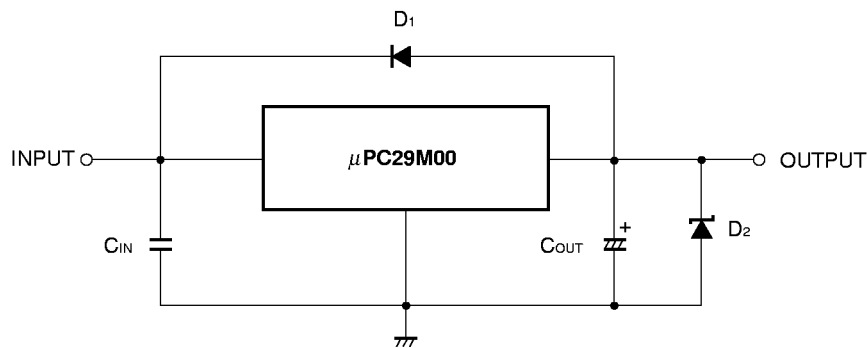 D1
INPUT
μPC29M00
OUTPUT
CIN
COUT
+
D2